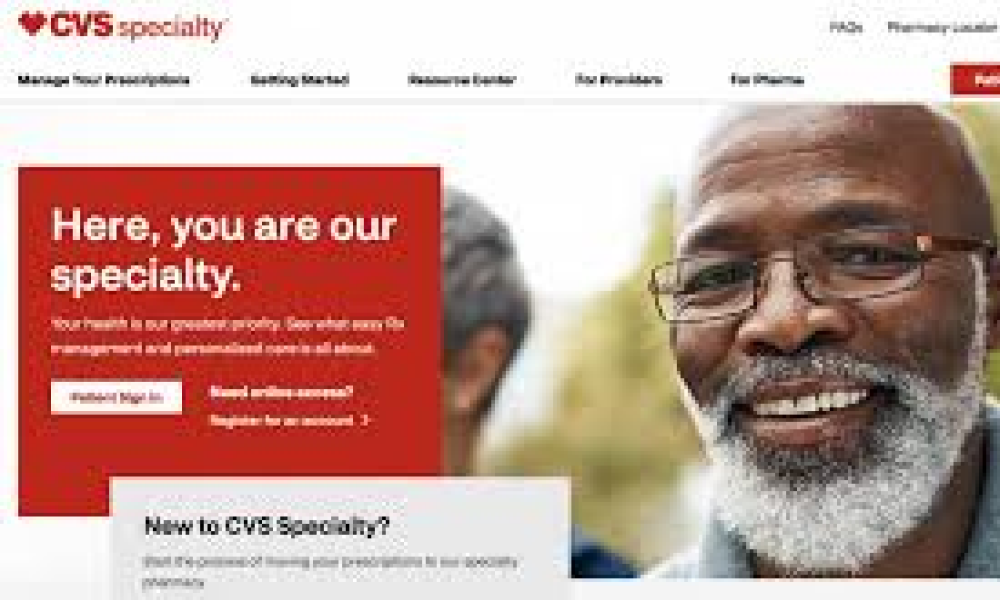 CVS specialty
FAQs Pharmacy Locator
Manage Your Prescriptions Getting Started Resource Center For Providers For Pharma
Here, you are our
specialty.
Your health is our greatest priority. See what easy Rx
management and personalized care is all about.
Patient Sign In
Need online access?
Register for an account >
New to CVS Specialty?
Start the process of moving your prescriptions to our specialty
pharmacy.